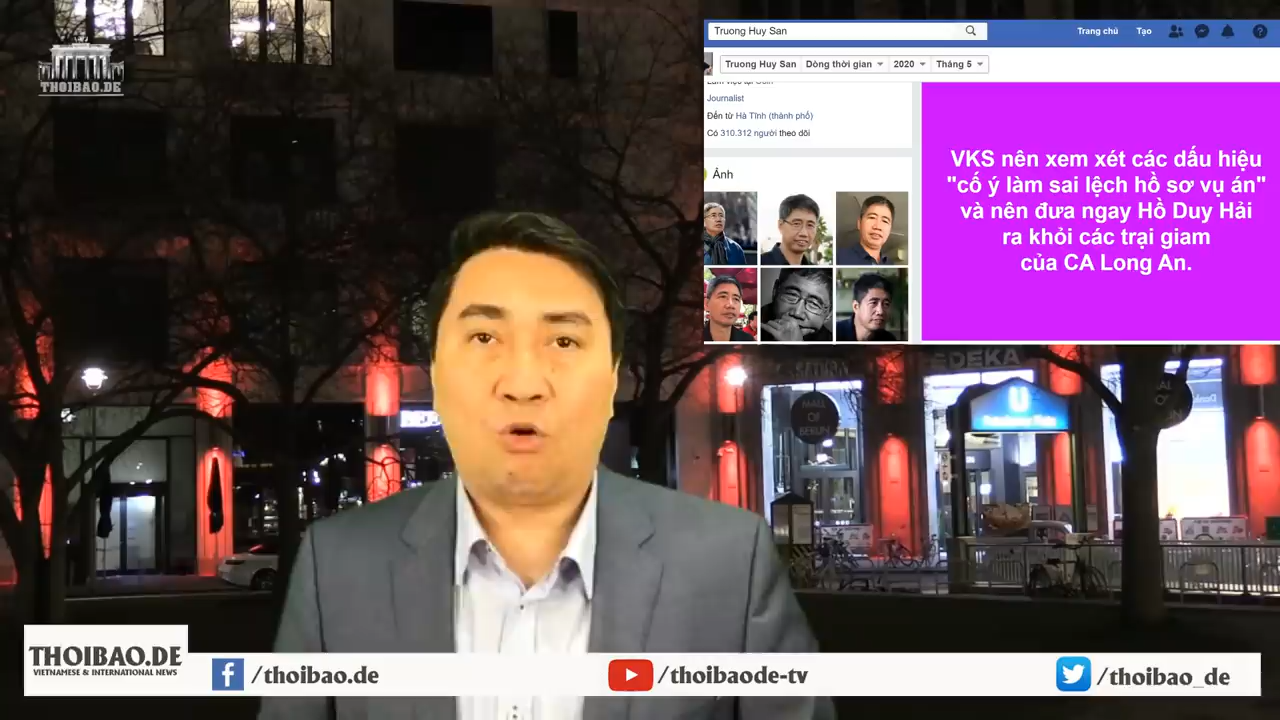 THOIBAO.DE
Truong Huy San
Trang chủ
Tạo
Truong Huy San
Dòng thời gian
2020
Tháng 5
Journalist
Đến từ Hà Tĩnh (thành phố)
Có 310.312 người theo dõi
Ảnh
VKS nên xem xét các dấu hiệu
"cố ý làm sai lệch hồ sơ vụ án"
và nên đưa ngay Hồ Duy Hải
ra khỏi các trại giam
của CA Long An.
SATURN
EDEKA
U
MALL
OF
BERLIN
THOIBAO.DE
VIETNAMESE & INTERNATIONAL NEWS
/thoibao.de
/thoibaode-tv
/thoibao_de